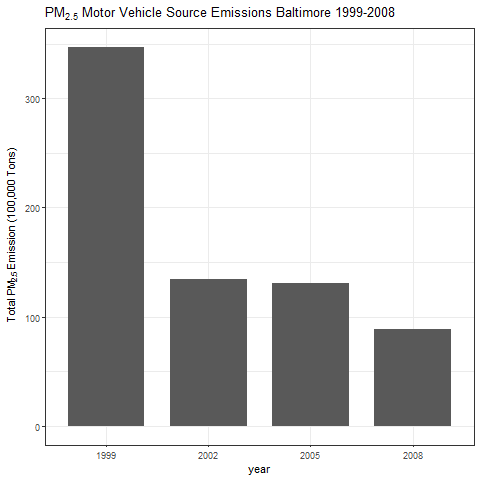 PM2.5 Motor Vehicle Source Emissions Baltimore 1999-2008
Total PM2.5 Emission (100,000 Tons)
300
200
100
0
1999 2002 2005 2008
year